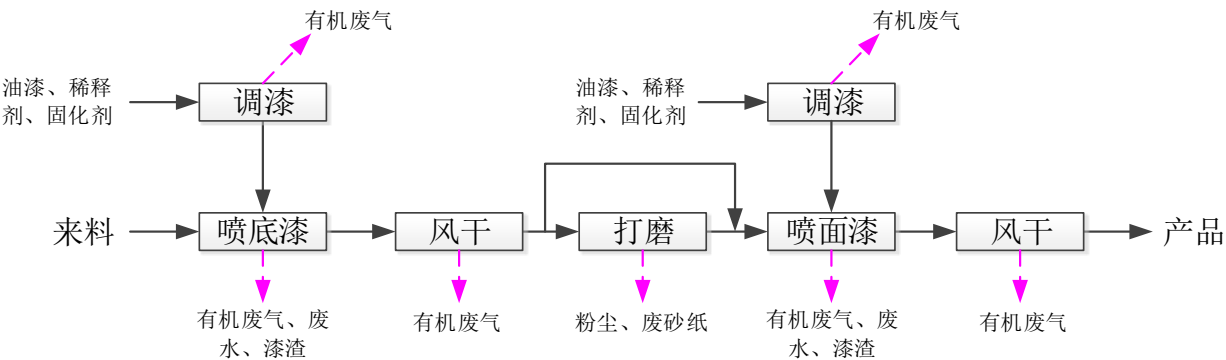 有机废气
有机废气
油漆、稀释
剂、固化剂
调漆
油漆、稀释
剂、固化剂
调漆
来料
喷底漆
风干
打磨
喷面漆
风干
产品
有机废气、废
水、漆渣
有机废气
粉尘、废砂纸
有机废气、废
水、漆渣
有机废气